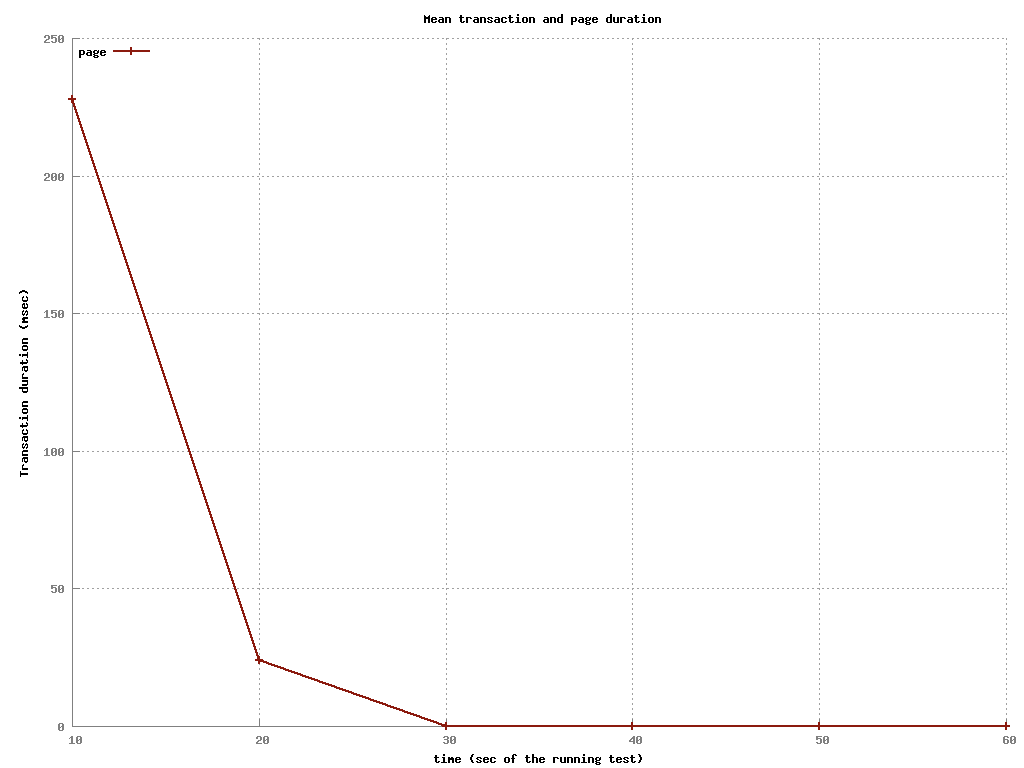 Mean transaction and page duration
250
page
200
150
Transaction duration (msec)
100
50
0
10 20 30 40 50 60
time (sec of the running test)